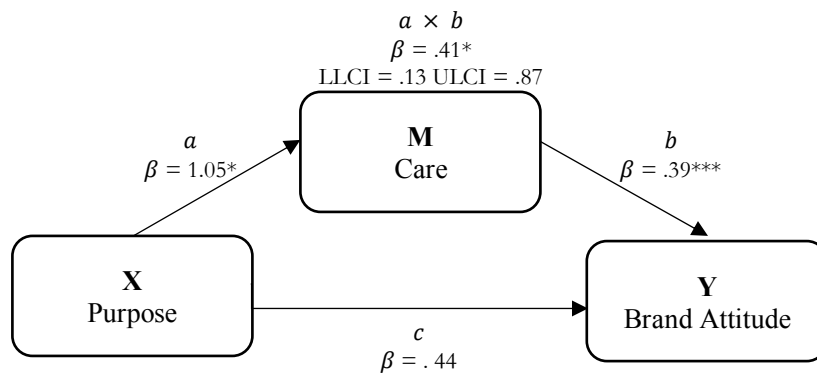 a × b
β = .41*
LLCI = .13 ULCI = .87
M
Care
a
β = 1.05*
b
β = .39***
X
Purpose
Y
Brand Attitude
c
β = . 44